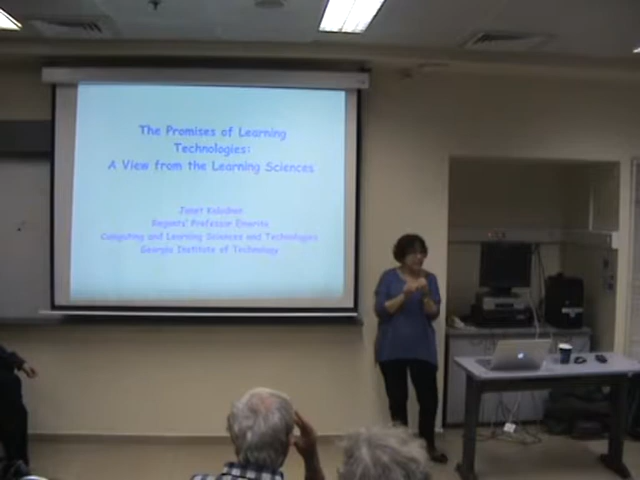 The Promises of Learning
Technologies:
A View from the Learning Sciences
Janet Kolodner
Regents' Professor Emerita
Computing and Learning Sciences and Technologies
Georgia Institute of Technology